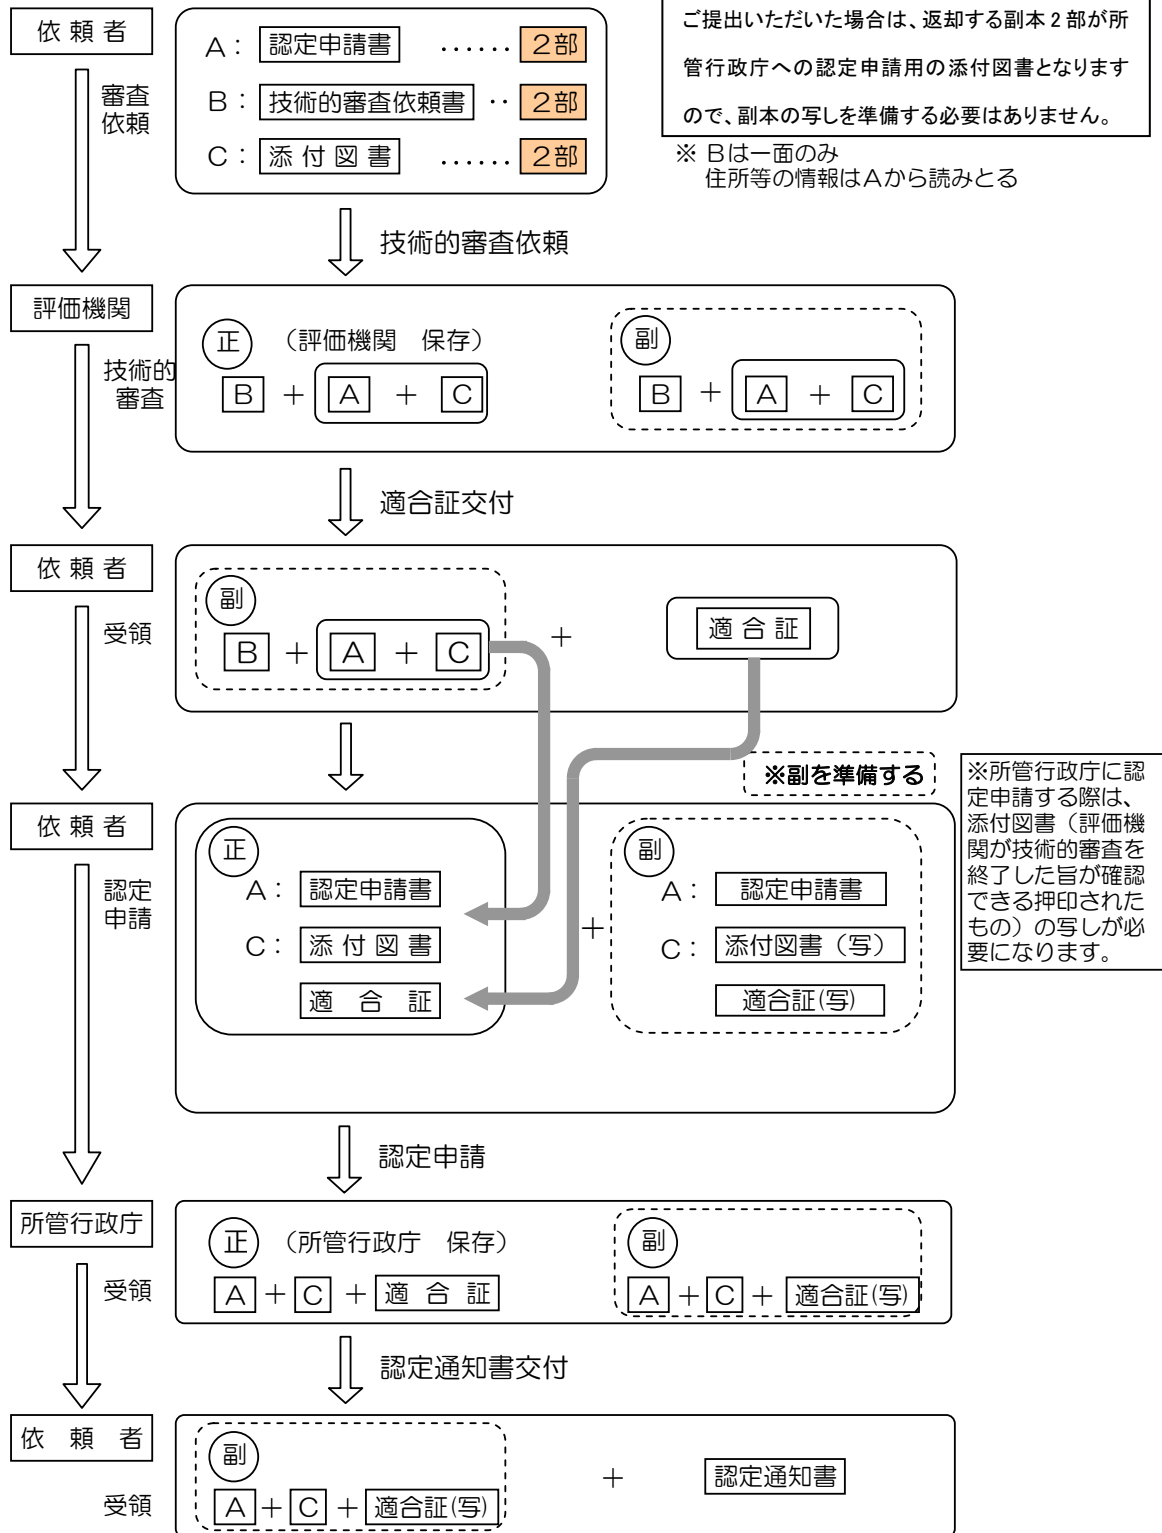 依 頼 者
A： 認定申請書 ‥‥‥ 2部
B： 技術的審査依頼書 ‥ 2部
C： 添 付 図 書 ‥‥‥ 2部
ご提出いただいた場合は、返却する副本２部が所
管行政庁への認定申請用の添付図書となります
ので、副本の写しを準備する必要はありません。
※ Bは一面のみ
住所等の情報はAから読みとる
審査
依頼
技術的審査依頼
評価機関
正 （評価機関　保存）
副
B ＋ A ＋ C
B ＋ A ＋ C
技術的
審査
適合証交付
依 頼 者
副
B ＋ A ＋ C
＋
適 合 証
受領
※副を準備する
※所管行政庁に認
定申請する際は、
添付図書（評価機
関が技術的審査を
終了した旨が確認
できる押印された
もの）の写しが必
要になります。
依 頼 者
認定
申請
正
A： 認定申請書
C： 添 付 図 書
適　合　証
＋
副
A： 認定申請書
C： 添付図書（写）
適合証(写)
認定申請
所管行政庁
受領
正 （所管行政庁　保存）
A ＋ C ＋ 適 合 証
副
A ＋ C ＋ 適合証(写)
認定通知書交付
依　頼　者
受領
副
A ＋ C ＋ 適合証(写)
＋
認定通知書